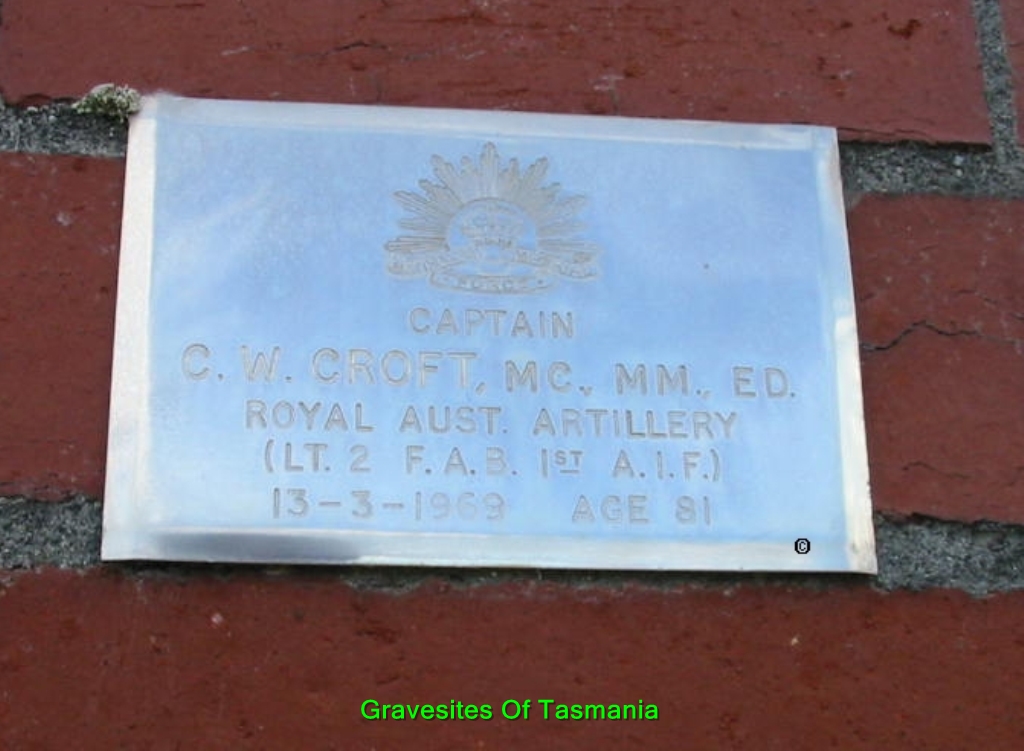 FORCES
CAPTAIN
C. W. CROFT, MC., MM., ED.
ROYAL AUST. ARTILLERY
(LT. 2 F.A.B. 1ST A.I.F.)
13-3-1969 AGE 81
©
Gravesites Of Tasmania